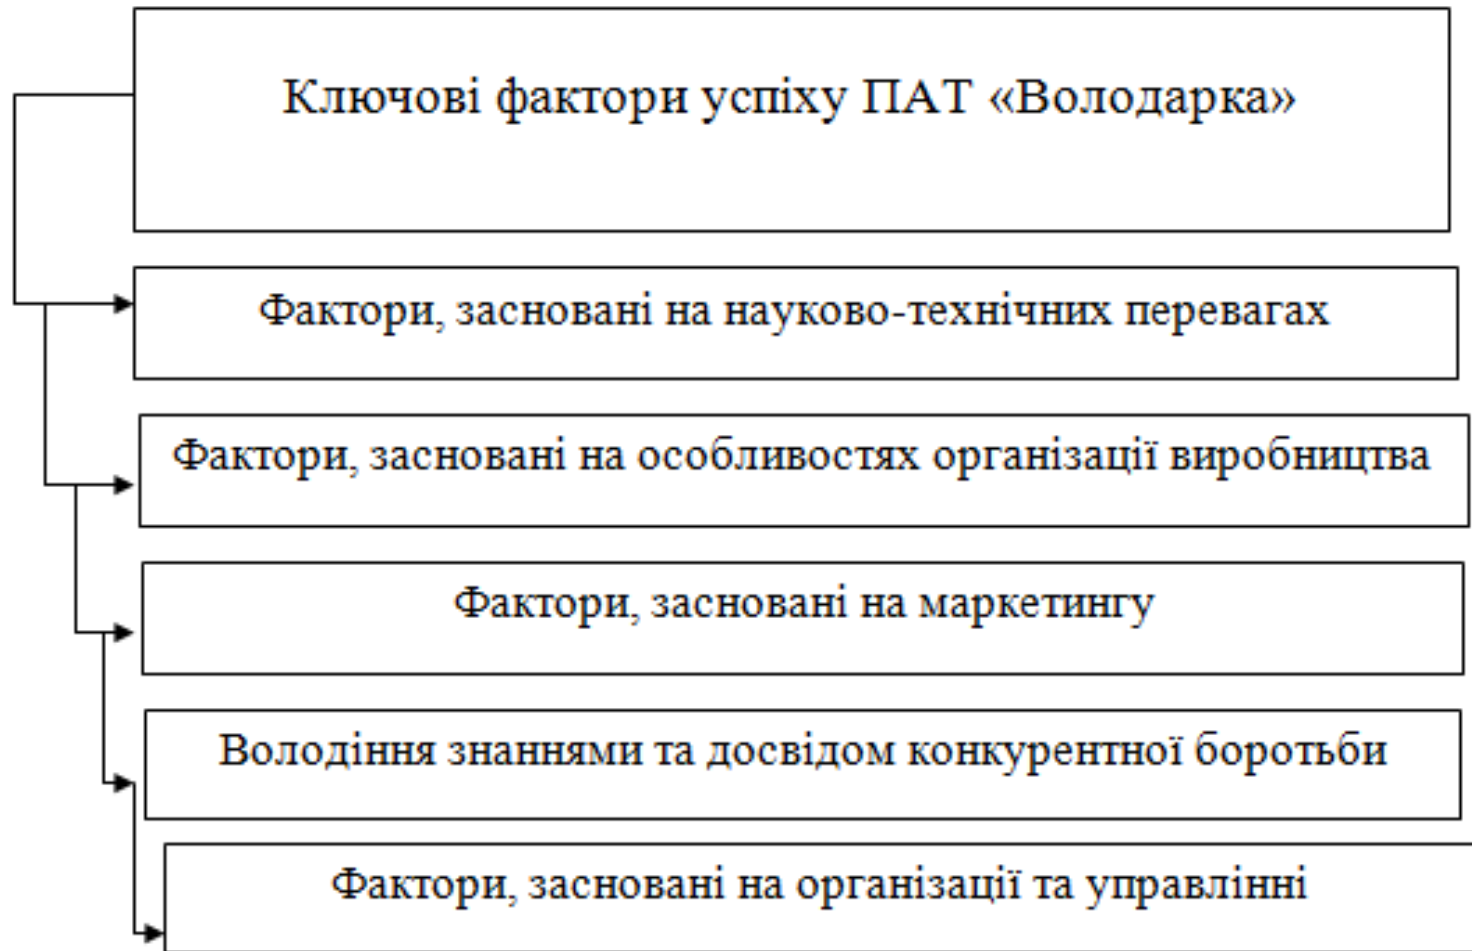 Ключові фактори успіху ПАТ «Володарка»
Фактори, засновані на науково-технічних перевагах
Фактори, засновані на особливостях організації виробництва
Фактори, засновані на маркетингу
Володіння знаннями та досвідом конкурентної боротьби
Фактори, засновані на організації та управлінні